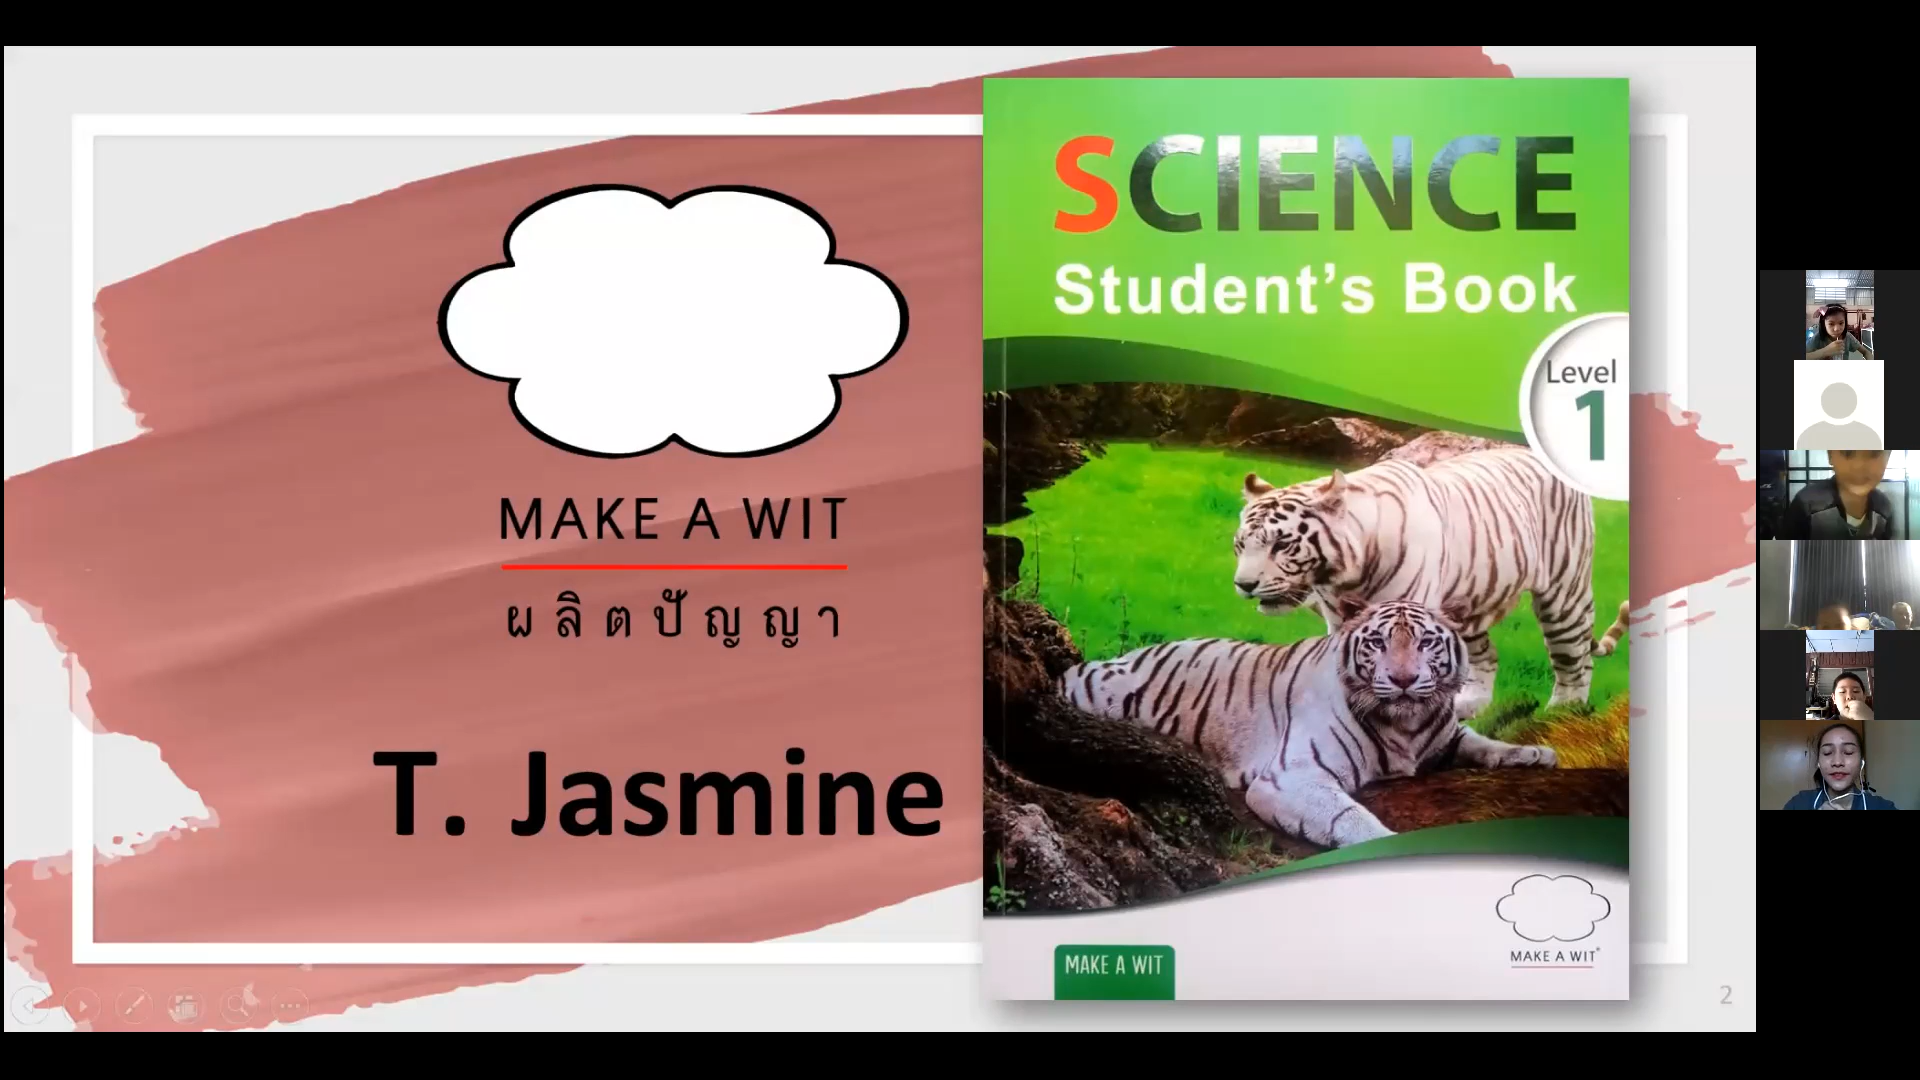 MAKE A WIT
ผลิตปัญญา
T. Jasmine
SCIENCE
Student's Book
Level
1
MAKE A WIT
MAKE A WIT®
2